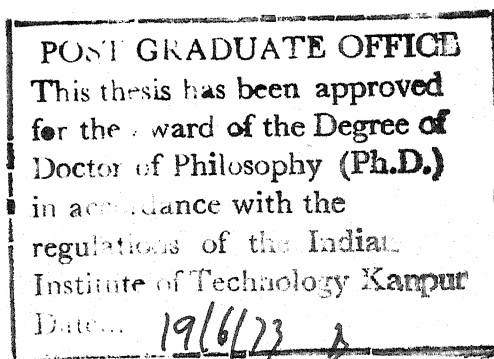 POST GRADUATE OFFICE
This thesis has been approved
for the Award of the Degree of
Doctor of Philosophy (Ph.D.)
in accordance with the
regulations of the Indian
Institute of Technology Kanpur
Date... 19/6/73